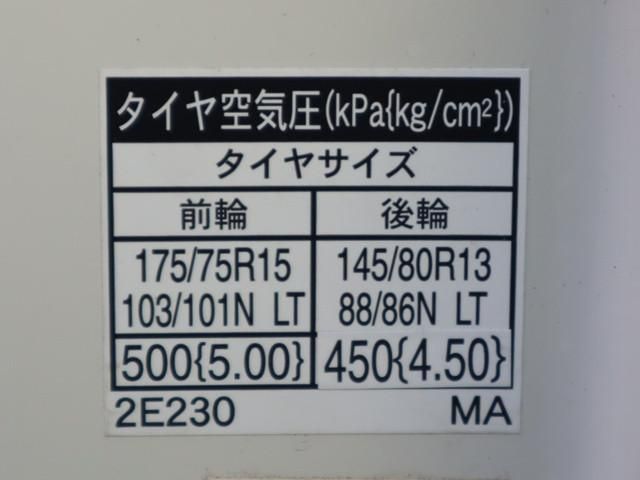 タイヤ空気圧(kPa{kg/cm²})
タイヤサイズ
前輪 後輪
175/75R15 145/80R13
103/101N LT 88/86N LT
500{5.00} 450{4.50}
2E230 MA